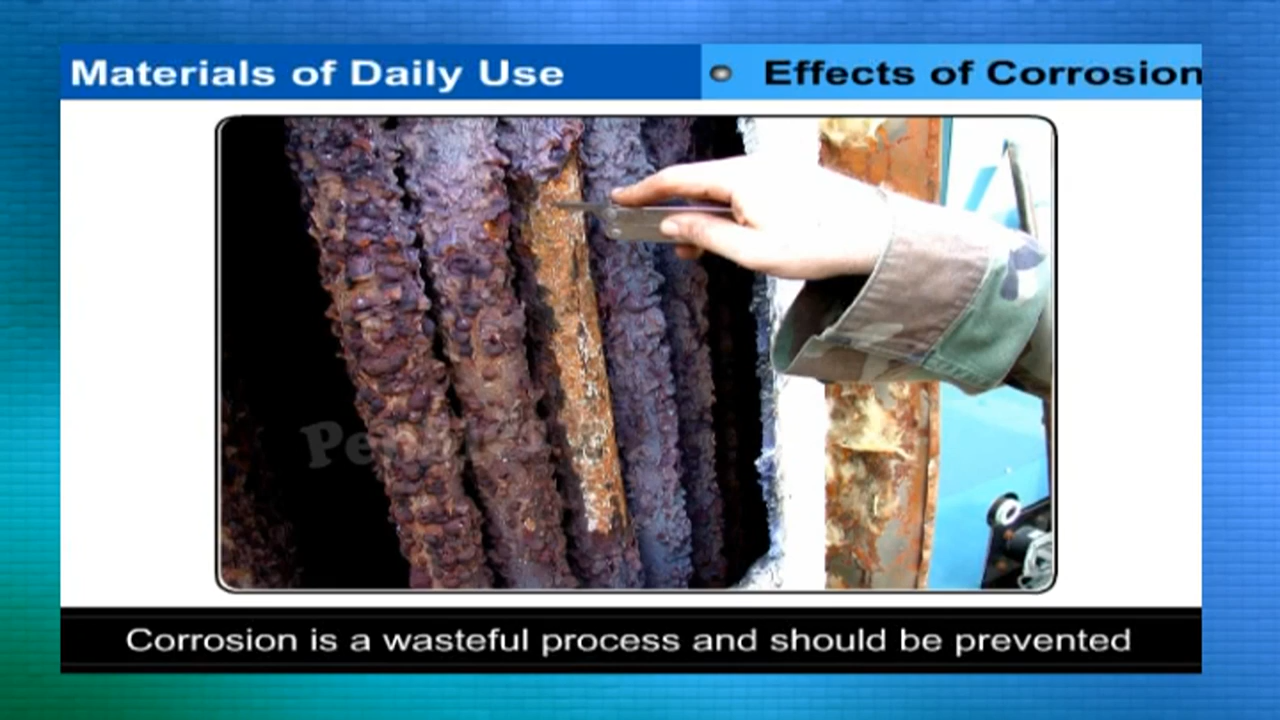 Materials of Daily Use
Effects of Corrosion
Corrosion is a wasteful process and should be prevented